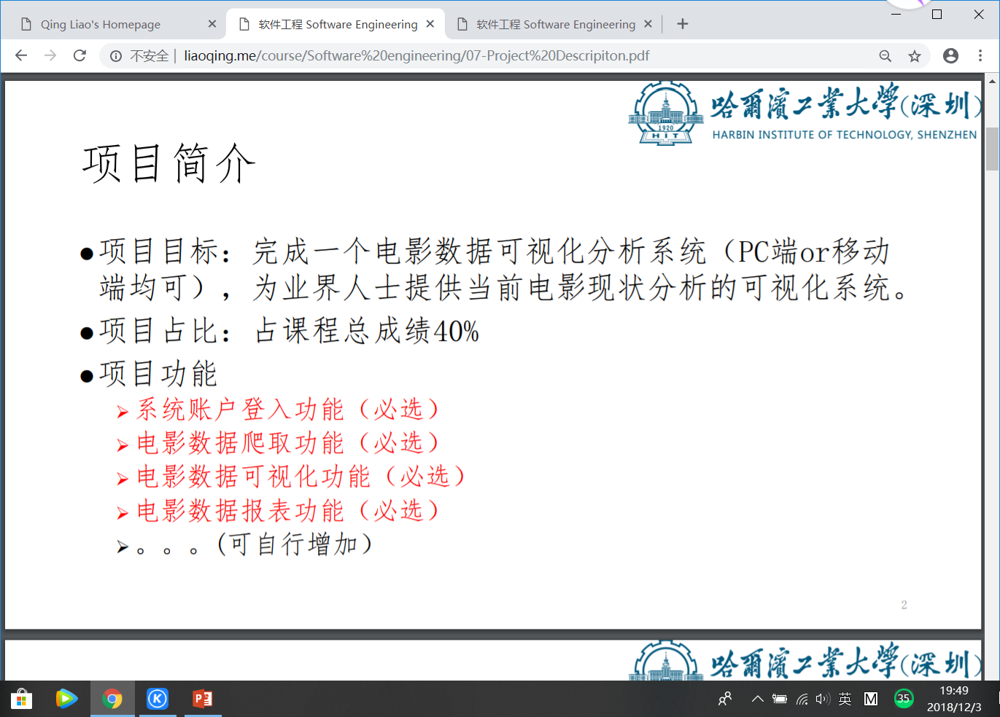 Qing Liao's Homepage
软件工程 Software Engineering
软件工程 Software Engineering
不安全 | liaoqing.me/course/Software%20engineering/07-Project%20Descripiton.pdf
哈爾濱工業大學(深圳)
1920
HIT
HARBIN INSTITUTE OF TECHNOLOGY, SHENZHEN
项目简介
●项目目标：完成一个电影数据可视化分析系统（PC端or移动
端均可），为业界人士提供当前电影现状分析的可视化系统。
●项目占比：占课程总成绩40%
●项目功能
➢系统账户登入功能（必选）
➢电影数据爬取功能（必选）
➢电影数据可视化功能（必选）
➢电影数据报表功能（必选）
➢。。。(可自行增加）
2
哈爾濱工業大學(深圳)
英
M
35
19:49
2018/12/3